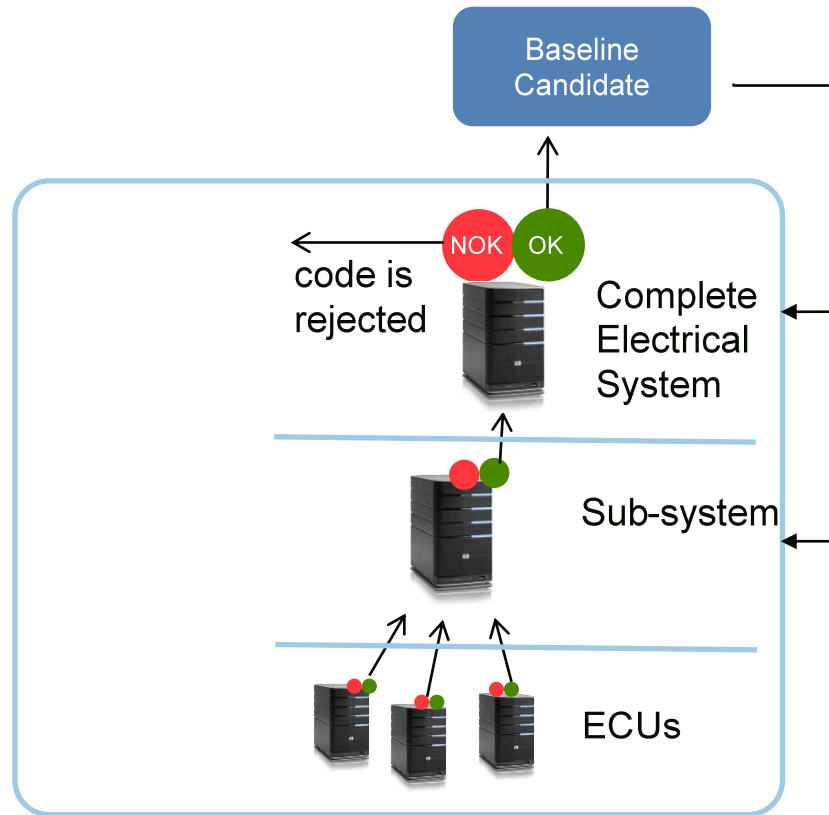 Baseline
Candidate
NOK
OK
code is
rejected
Complete
Electrical
System
Sub-system
ECUs